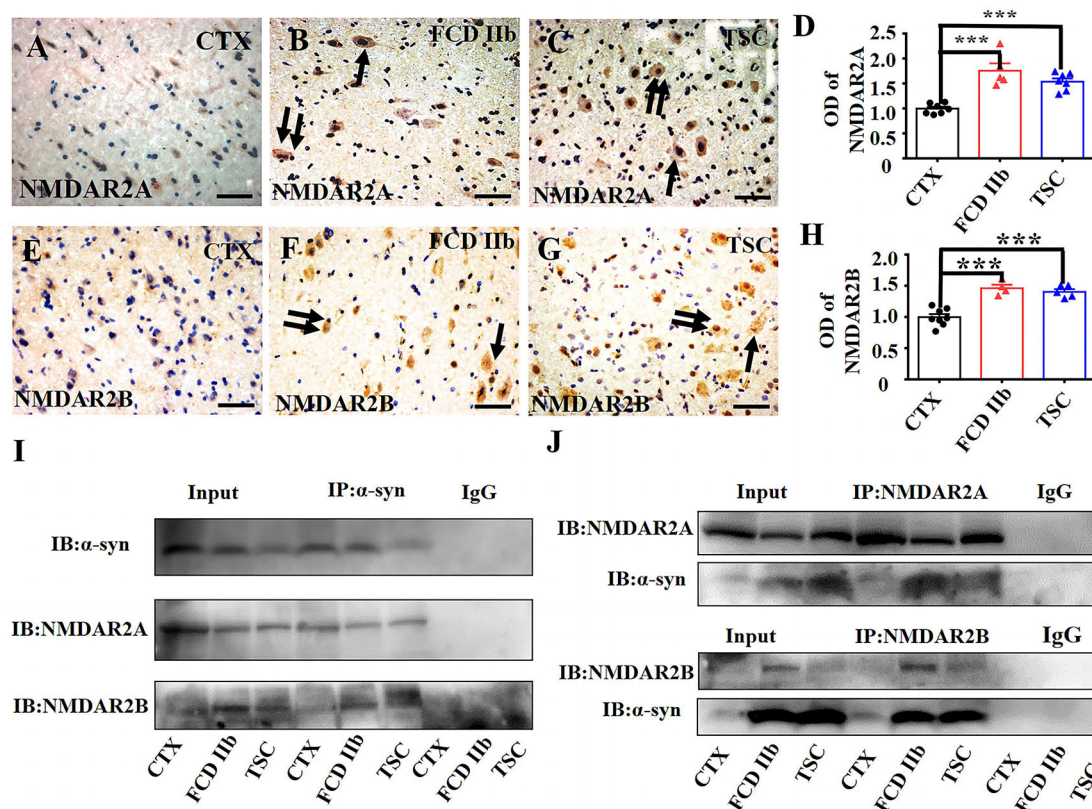 A
CTX
NMDAR2A
B
FCD IIb
NMDAR2A
C
TSC
NMDAR2A
D
OD of
NMDAR2A
2.5
2.0
1.5
1.0
0.5
0
***
***
CTX
FCD IIb
TSC
E
CTX
NMDAR2B
F
FCD IIb
NMDAR2B
G
TSC
NMDAR2B
H
OD of
NMDAR2B
2.0
1.5
1.0
0.5
0
***
***
CTX
FCD IIb
TSC
I
Input IP:α-syn IgG
IB:α-syn
IB:NMDAR2A
IB:NMDAR2B
CTX FCD IIb TSC CTX FCD IIb TSC CTX FCD IIb TSC
J
Input IP:NMDAR2A IgG
IB:NMDAR2A
IB:α-syn
Input IP:NMDAR2B IgG
IB:NMDAR2B
IB:α-syn
CTX FCD IIb TSC CTX FCD IIb TSC CTX FCD IIb TSC